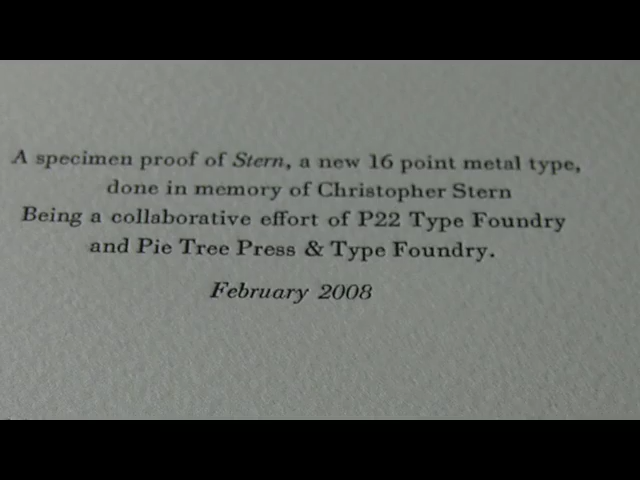 A specimen proof of Stern, a new 16 point metal type,
done in memory of Christopher Stern
Being a collaborative effort of P22 Type Foundry
and Pie Tree Press & Type Foundry.
February 2008